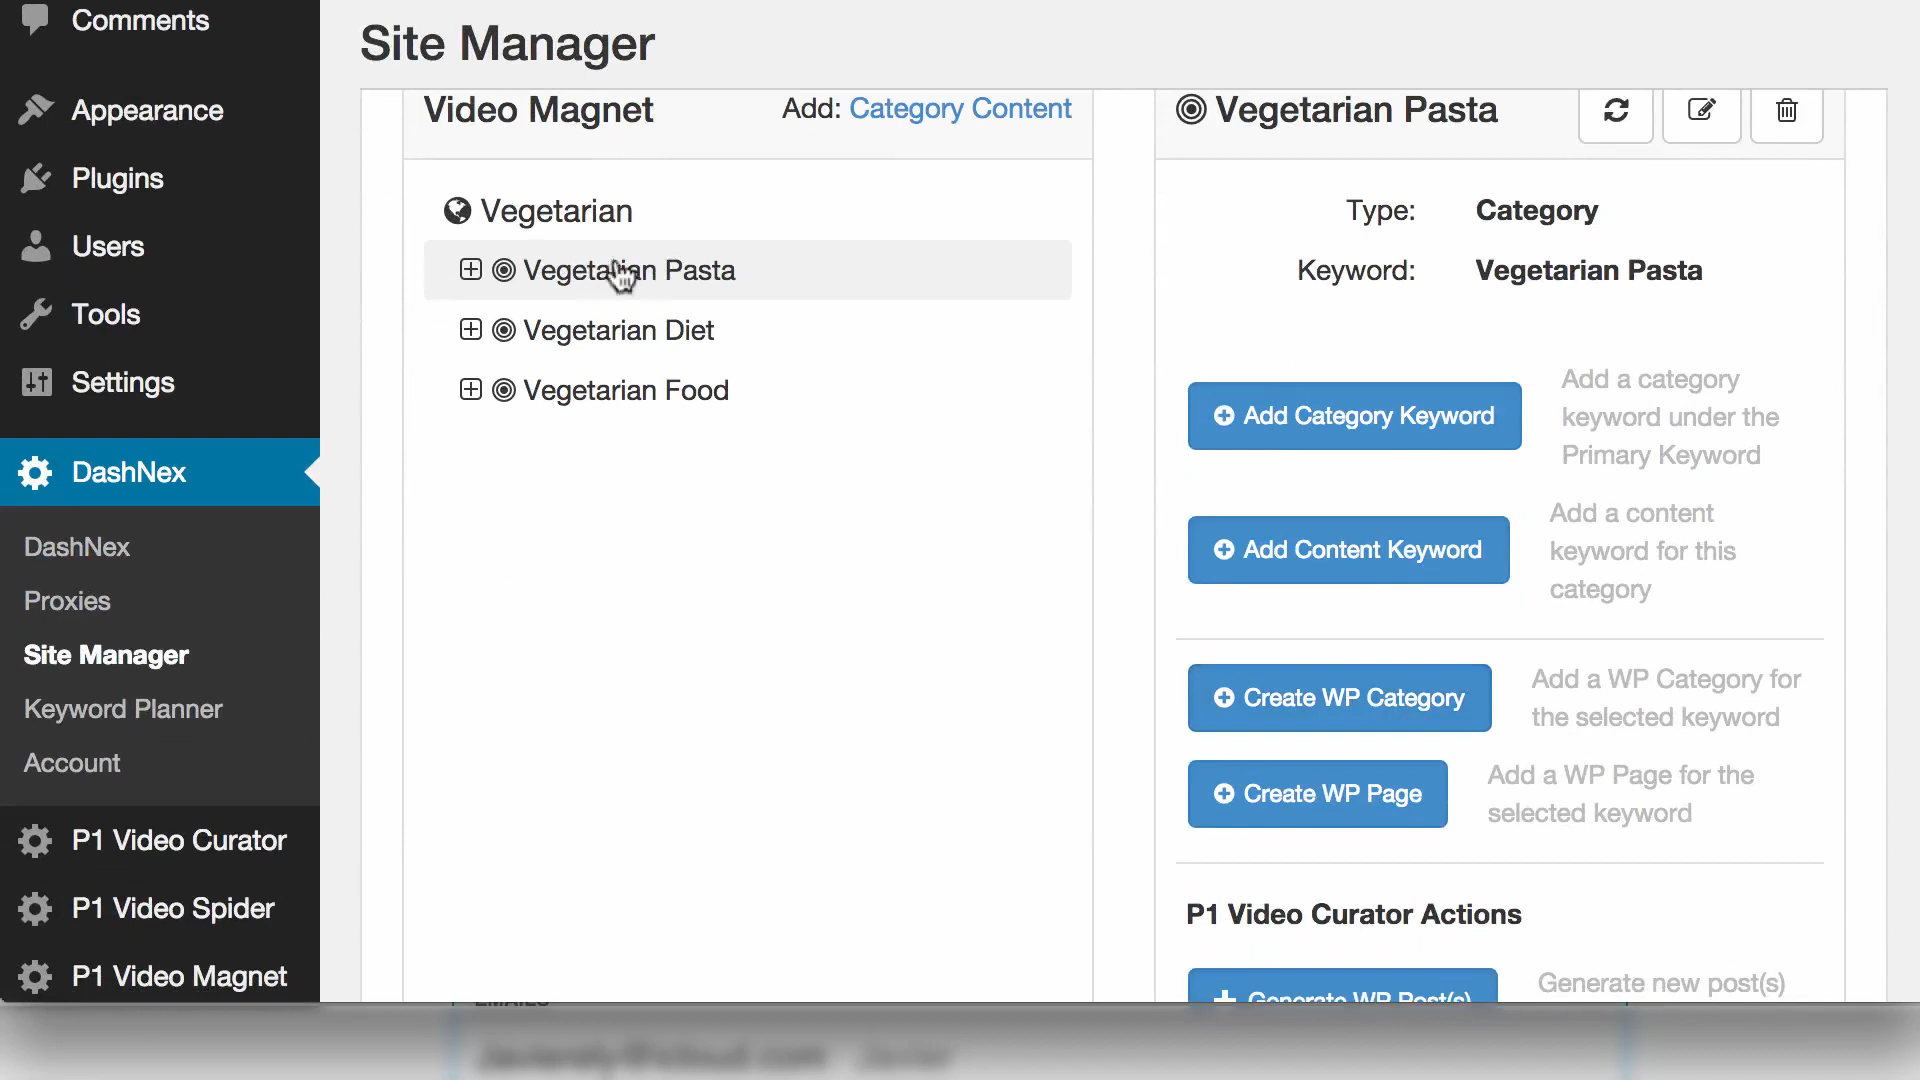 Comments
Appearance
Plugins
Users
Tools
Settings
DashNex
DashNex
Proxies
Site Manager
Keyword Planner
Account
P1 Video Curator
P1 Video Spider
P1 Video Magnet
Site Manager
Video Magnet
Add: Category Content
Vegetarian
Vegetarian Pasta
Vegetarian Diet
Vegetarian Food
Vegetarian Pasta
Type: Category
Keyword: Vegetarian Pasta
Add Category Keyword
Add a category
keyword under the
Primary Keyword
Add Content Keyword
Add a content
keyword for this
category
Create WP Category
Add a WP Category for
the selected keyword
Create WP Page
Add a WP Page for the
selected keyword
P1 Video Curator Actions
Generate WP Post(s)
Generate new post(s)